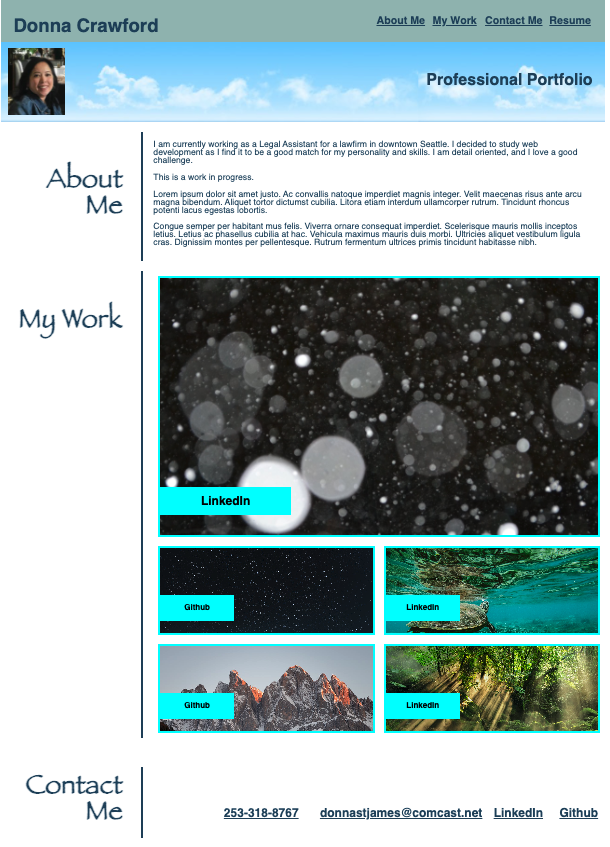 Donna Crawford
About Me My Work Contact Me Resume
Professional Portfolio
About
Me
I am currently working as a Legal Assistant for a lawfirm in downtown Seattle. I decided to study web
development as I find it to be a good match for my personality and skills. I am detail oriented, and I love a good
challenge.
This is a work in progress.
Lorem ipsum dolor sit amet justo. Ac convallis natoque imperdiet magnis integer. Velit maecenas risus ante arcu
magna bibendum. Aliquet tortor dictumst cubilia. Litora etiam interdum ullamcorper rutrum. Tincidunt rhoncus
potenti lacus egestas lobortis.
Congue semper per habitant mus felis. Viverra ornare consequat imperdiet. Scelerisque mauris mollis inceptos
letius. Letius ac phasellus cubilia at hac. Vehicula maximus mauris duis morbi. Ultricies aliquet vestibulum ligula
cras. Dignissim montes per pellentesque. Rutrum fermentum ultrices primis tincidunt habitasse nibh.
My Work
LinkedIn
Github
LinkedIn
Github
LinkedIn
Contact
Me
253-318-8767 donnastjames@comcast.net LinkedIn Github